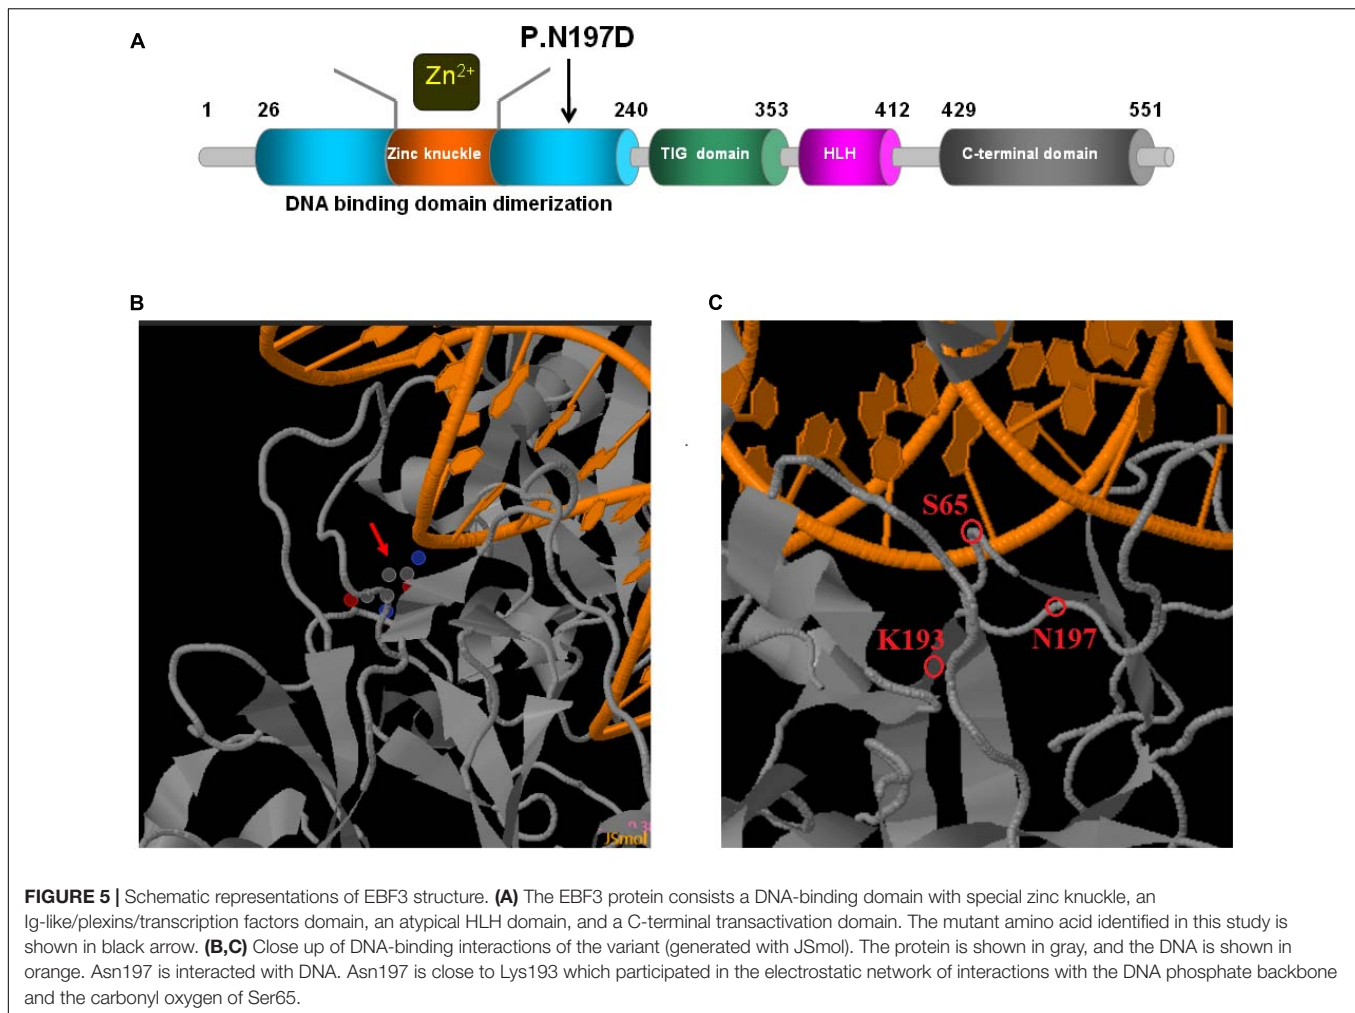 A
P.N197D
Zn2+
1 26 240 353 412 429 551
Zinc knuckle TIG domain HLH C-terminal domain
DNA binding domain dimerization
B C
S65
K193 N197
JSmol
FIGURE 5 | Schematic representations of EBF3 structure. (A) The EBF3 protein consists a DNA-binding domain with special zinc knuckle, an
Ig-like/plexins/transcription factors domain, an atypical HLH domain, and a C-terminal transactivation domain. The mutant amino acid identified in this study is
shown in black arrow. (B,C) Close up of DNA-binding interactions of the variant (generated with JSmol). The protein is shown in gray, and the DNA is shown in
orange. Asn197 is interacted with DNA. Asn197 is close to Lys193 which participated in the electrostatic network of interactions with the DNA phosphate backbone
and the carbonyl oxygen of Ser65.